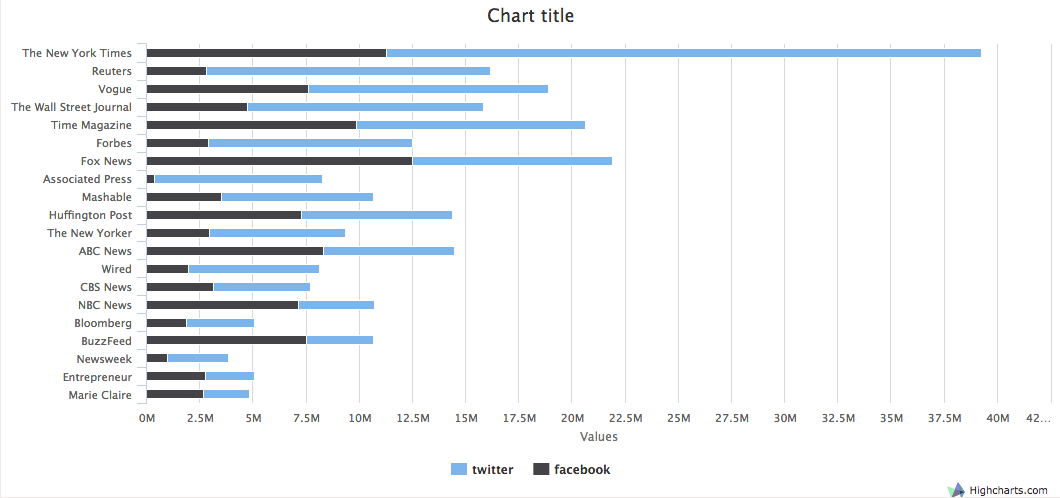 Chart title
The New York Times
Reuters
Vogue
The Wall Street Journal
Time Magazine
Forbes
Fox News
Associated Press
Mashable
Huffington Post
The New Yorker
ABC News
Wired
CBS News
NBC News
Bloomberg
BuzzFeed
Newsweek
Entrepreneur
Marie Claire
0M 2.5M 5M 7.5M 10M 12.5M 15M 17.5M 20M 22.5M 25M 27.5M 30M 32.5M 35M 37.5M 40M 42...
Values
twitter facebook
Highcharts.com